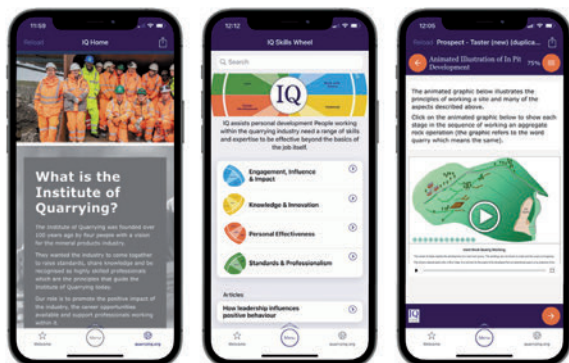 11:59
Reload
IQ Home
What is the
Institute of
Quarrying?
The Institute of Quarrying was founded over
100 years ago by four people with a vision
for the mineral products industry.
They wanted the industry to come together
to raise standards, share knowledge and be
recognised as highly skilled professionals
which are the principles that guide the
Institute of Quarrying today.
Our role is to promote the positive impact of
the industry, the career opportunities
available and support professionals working
within it.
Welcome
Menu
quarrying.org
12:12
IQ Skills Wheel
Search
IQ
IQ assists personal development People working
within the quarrying industry need a range of skills
and expertise to be effective beyond the basics of
the job itself.
Engagement, Influence
& Impact
Knowledge & Innovation
Personal Effectiveness
Standards & Professionalism
Articles
How leadership influences
positive behaviour
Welcome
Menu
quarrying.org
12:05
Reload
Prospect - Taster (new) (duplica...
Animated Illustration of In Pit
Development
75%
The animated graphic below illustrates the
principles of working a site and many of the
aspects described above.
Click on the animated graphic below to show each
stage in the sequence of working an aggregate
rock operation (the graphic refers to the word
quarry which means the same).
IQ
Welcome
Menu
quarrying.org